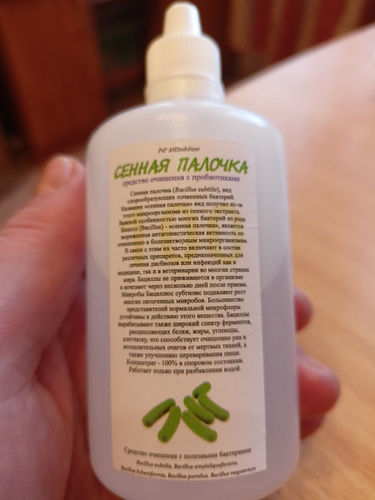 PiP AHStabilizer
СЕННАЯ ПАЛОЧКА
средство очищения с пробиотиками
Сенная палочка (Bacillus subtilis), вид
спорообразующих почвенных бактерий.
Название «сенная палочка» вид получил из-за
этого микроорганизма из сенного экстракта.
Важной особенностью многих бактерий из рода
Бацилл (Bacillus) - «сенная палочка», является
выраженная антагонистическая активность по
отношению к болезнетворным микроорганизмам.
В связи с этим их часто включают в состав
различных препаратов, предназначенных для
лечения дисбиозов или инфекций как в
медицине, так и в ветеринарии во многих странах
мира. Бациллы не приживаются в организме
и исчезают через несколько дней после приема.
Микробы Бациллюс субтилис подавляют рост
многих патогенных микробов. Большинство
представителей нормальной микрофлоры
устойчивы к действию этого вещества. Бациллы
вырабатывают также широкий спектр ферментов,
расщепляющих белки, жиры, углеводы,
клетчатку, что способствует очищению ран и
воспалительных очагов от мертвых тканей, а
также улучшению переваривания пищи.
Концентрат - 100% в споровом состоянии.
Работает только при разбавлении водой.
Средство очищения с полезными бактериями
Bacillus subtilis, Bacillus amyloliquefaciens,
Bacillus licheniformis, Bacillus pumilus, Bacillus megaterium